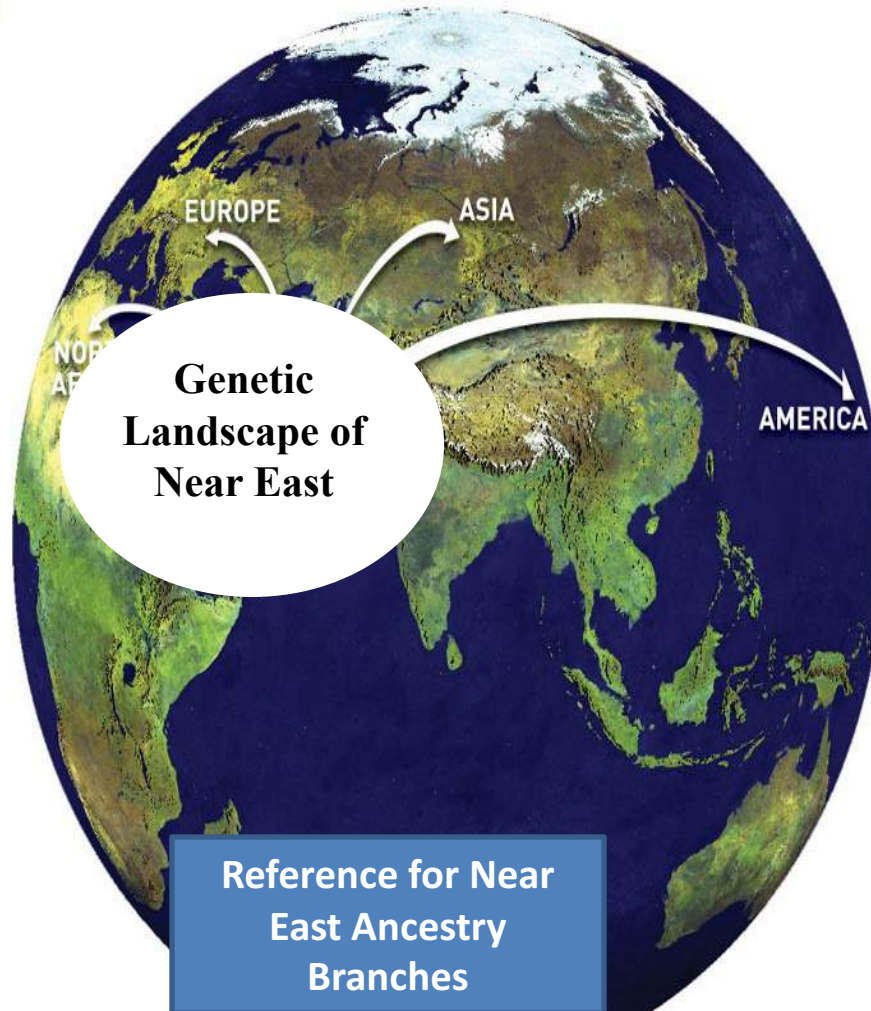 EUROPE
ASIA
AMERICA
Genetic
Landscape of
Near East
Reference for Near
East Ancestry
Branches